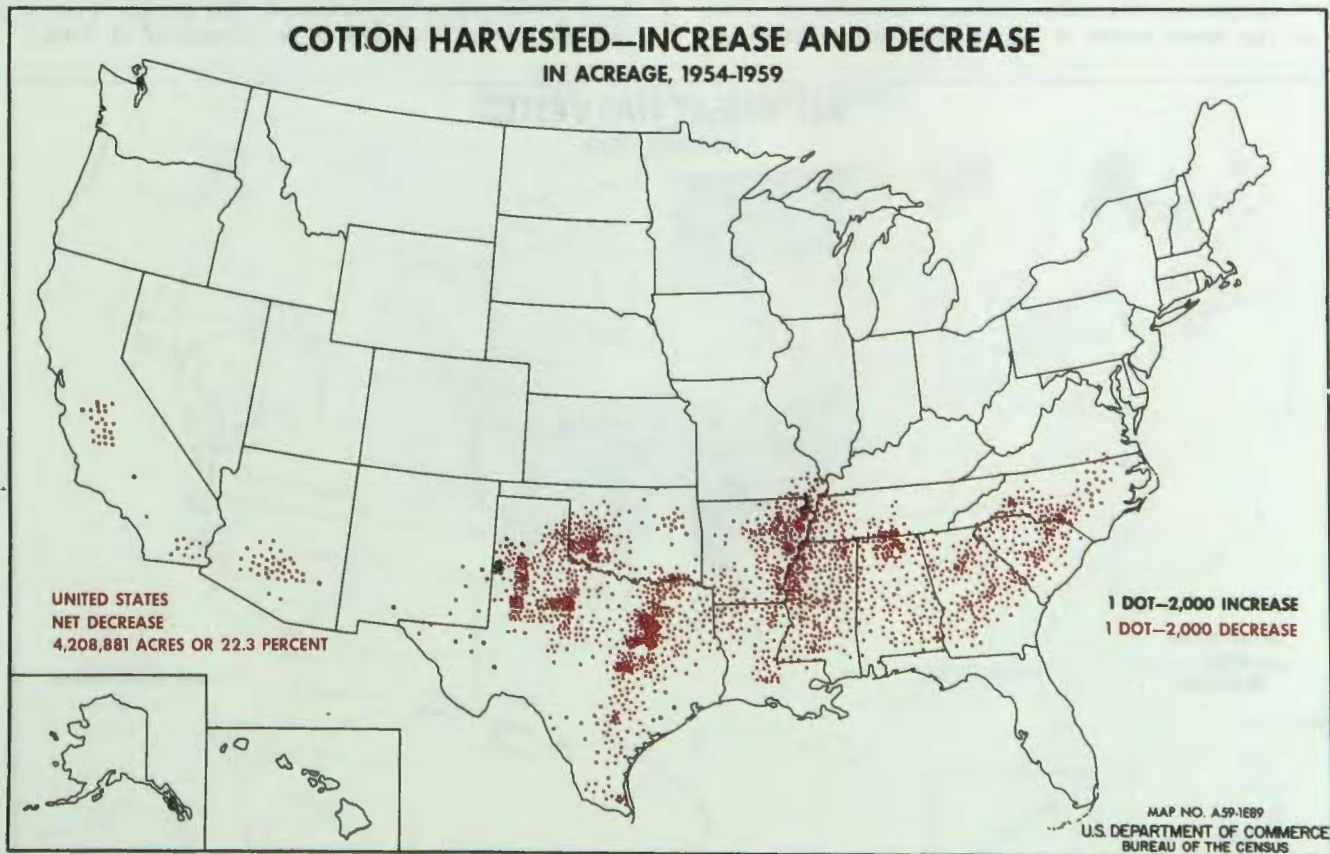 COTTON HARVESTED—INCREASE AND DECREASE
IN ACREAGE, 1954-1959
UNITED STATES
NET DECREASE
4,208,881 ACRES OR 22.3 PERCENT
1 DOT—2,000 INCREASE
1 DOT—2,000 DECREASE
MAP NO. A59-1E89
U.S. DEPARTMENT OF COMMERCE
BUREAU OF THE CENSUS